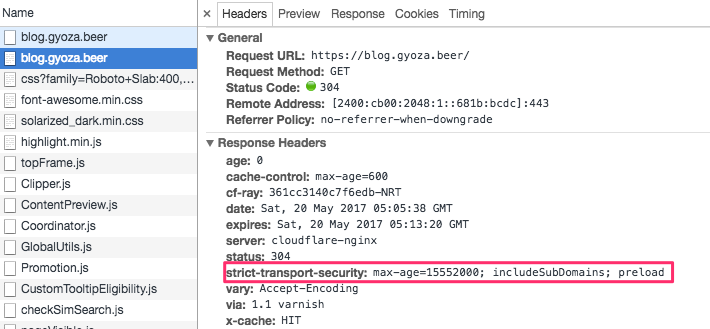 Name
blog.gyoza.beer
blog.gyoza.beer
css?family=Roboto+Slab:400,...
font-awesome.min.css
solarized_dark.min.css
highlight.min.js
topFrame.js
Clipper.js
ContentPreview.js
Coordinator.js
GlobalUtils.js
Promotion.js
CustomTooltipEligibility.js
checkSimSearch.js
× Headers Preview Response Cookies Timing
▼ General
Request URL: https://blog.gyoza.beer/
Request Method: GET
Status Code: 304
Remote Address: [2400:cb00:2048:1::681b:bcdc]:443
Referrer Policy: no-referrer-when-downgrade
▼ Response Headers
age: 0
cache-control: max-age=600
cf-ray: 361cc3140c7f6edb-NRT
date: Sat, 20 May 2017 05:05:38 GMT
expires: Sat, 20 May 2017 05:13:20 GMT
server: cloudflare-nginx
status: 304
strict-transport-security: max-age=15552000; includeSubDomains; preload
vary: Accept-Encoding
via: 1.1 varnish
x-cache: HIT